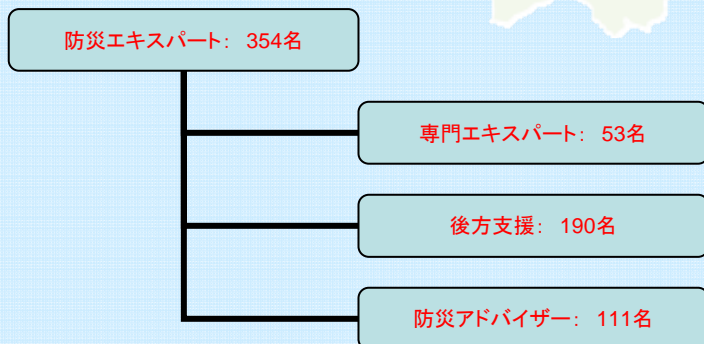 防災エキスパート： 354名
専門エキスパート： 53名
後方支援： 190名
防災アドバイザー： 111名